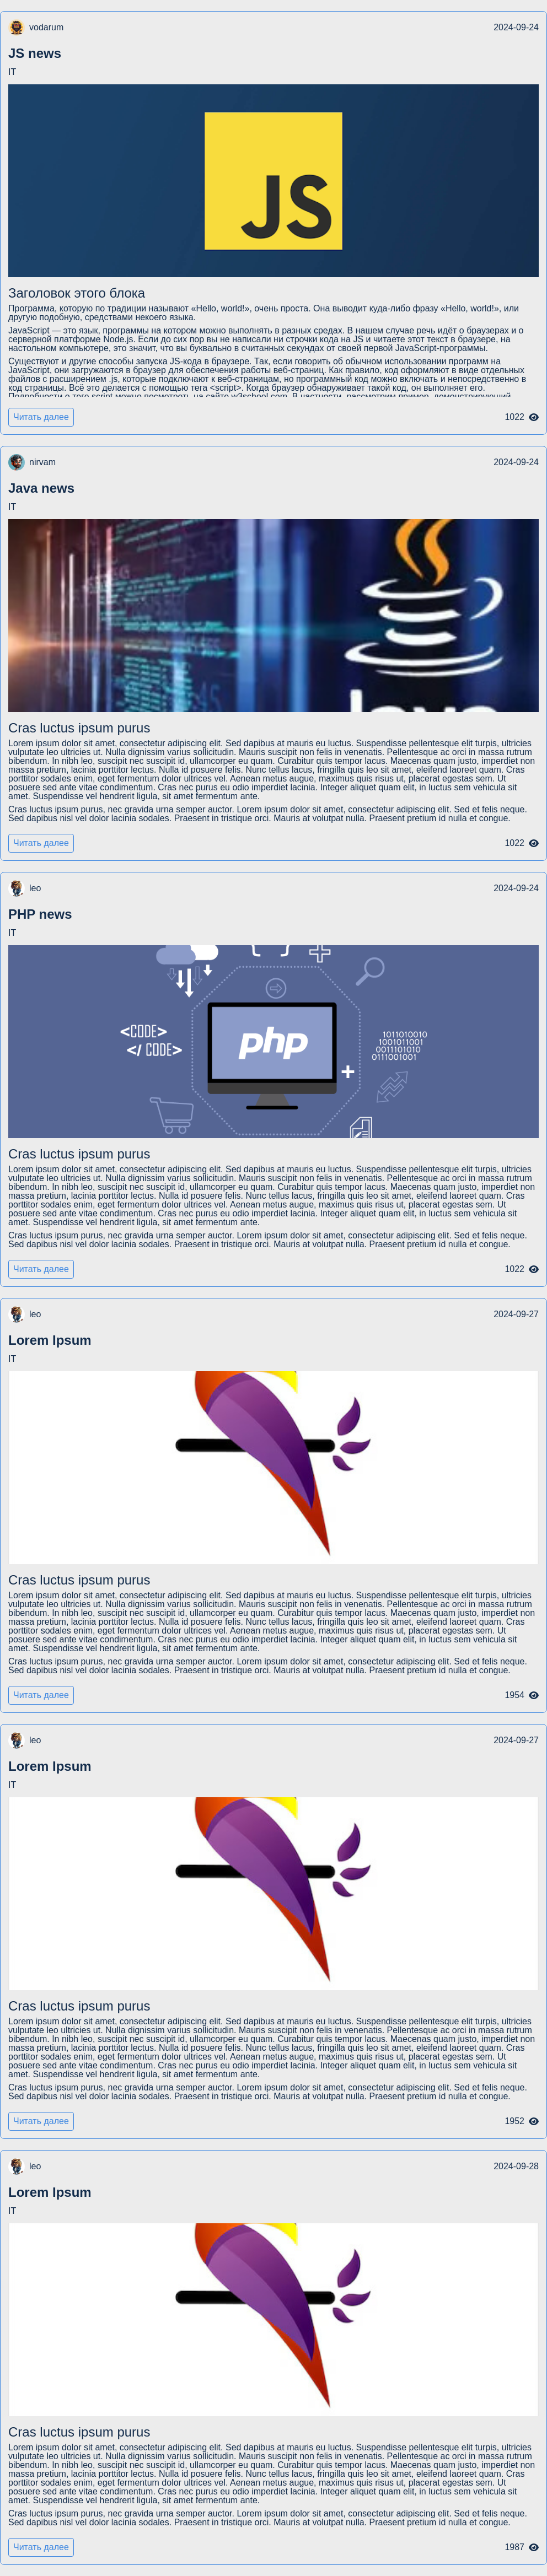 vodarum 2024-09-24
JS news
IT
JS
Заголовок этого блока
Программа, которую по традиции называют «Hello, world!», очень проста. Она выводит куда-либо фразу «Hello, world!», или
другую подобную, средствами некоего языка.
JavaScript — это язык, программы на котором можно выполнять в разных средах. В нашем случае речь идёт о браузерах и о
серверной платформе Node.js. Если до сих пор вы не написали ни строчки кода на JS и читаете этот текст в браузере, на
настольном компьютере, это значит, что вы буквально в считанных секундах от своей первой JavaScript-программы.
Существуют и другие способы запуска JS-кода в браузере. Так, если говорить об обычном использовании программ на
JavaScript, они загружаются в браузер для обеспечения работы веб-страниц. Как правило, код оформляют в виде отдельных
файлов с расширением .js, которые подключают к веб-страницам, но программный код можно включать и непосредственно в
код страницы. Всё это делается с помощью тега <script>. Когда браузер обнаруживает такой код, он выполняет его.
Подробности о теге script можно посмотреть на сайте w3school.com. В частности, рассмотрим пример, демонстрирующий
Читать далее 1022
nirvam 2024-09-24
Java news
IT
Cras luctus ipsum purus
Lorem ipsum dolor sit amet, consectetur adipiscing elit. Sed dapibus at mauris eu luctus. Suspendisse pellentesque elit turpis, ultricies
vulputate leo ultricies ut. Nulla dignissim varius sollicitudin. Mauris suscipit non felis in venenatis. Pellentesque ac orci in massa rutrum
bibendum. In nibh leo, suscipit nec suscipit id, ullamcorper eu quam. Curabitur quis tempor lacus. Maecenas quam justo, imperdiet non
massa pretium, lacinia porttitor lectus. Nulla id posuere felis. Nunc tellus lacus, fringilla quis leo sit amet, eleifend laoreet quam. Cras
porttitor sodales enim, eget fermentum dolor ultrices vel. Aenean metus augue, maximus quis risus ut, placerat egestas sem. Ut
posuere sed ante vitae condimentum. Cras nec purus eu odio imperdiet lacinia. Integer aliquet quam elit, in luctus sem vehicula sit
amet. Suspendisse vel hendrerit ligula, sit amet fermentum ante.
Cras luctus ipsum purus, nec gravida urna semper auctor. Lorem ipsum dolor sit amet, consectetur adipiscing elit. Sed et felis neque.
Sed dapibus nisl vel dolor lacinia sodales. Praesent in tristique orci. Mauris at volutpat nulla. Praesent pretium id nulla et congue.
Читать далее 1022
leo 2024-09-24
PHP news
IT
<CODE>
</ CODE>
php
1011010010
1001011001
0011101010
0111001001
Cras luctus ipsum purus
Lorem ipsum dolor sit amet, consectetur adipiscing elit. Sed dapibus at mauris eu luctus. Suspendisse pellentesque elit turpis, ultricies
vulputate leo ultricies ut. Nulla dignissim varius sollicitudin. Mauris suscipit non felis in venenatis. Pellentesque ac orci in massa rutrum
bibendum. In nibh leo, suscipit nec suscipit id, ullamcorper eu quam. Curabitur quis tempor lacus. Maecenas quam justo, imperdiet non
massa pretium, lacinia porttitor lectus. Nulla id posuere felis. Nunc tellus lacus, fringilla quis leo sit amet, eleifend laoreet quam. Cras
porttitor sodales enim, eget fermentum dolor ultrices vel. Aenean metus augue, maximus quis risus ut, placerat egestas sem. Ut
posuere sed ante vitae condimentum. Cras nec purus eu odio imperdiet lacinia. Integer aliquet quam elit, in luctus sem vehicula sit
amet. Suspendisse vel hendrerit ligula, sit amet fermentum ante.
Cras luctus ipsum purus, nec gravida urna semper auctor. Lorem ipsum dolor sit amet, consectetur adipiscing elit. Sed et felis neque.
Sed dapibus nisl vel dolor lacinia sodales. Praesent in tristique orci. Mauris at volutpat nulla. Praesent pretium id nulla et congue.
Читать далее 1022
leo 2024-09-27
Lorem Ipsum
IT
Cras luctus ipsum purus
Lorem ipsum dolor sit amet, consectetur adipiscing elit. Sed dapibus at mauris eu luctus. Suspendisse pellentesque elit turpis, ultricies
vulputate leo ultricies ut. Nulla dignissim varius sollicitudin. Mauris suscipit non felis in venenatis. Pellentesque ac orci in massa rutrum
bibendum. In nibh leo, suscipit nec suscipit id, ullamcorper eu quam. Curabitur quis tempor lacus. Maecenas quam justo, imperdiet non
massa pretium, lacinia porttitor lectus. Nulla id posuere felis. Nunc tellus lacus, fringilla quis leo sit amet, eleifend laoreet quam. Cras
porttitor sodales enim, eget fermentum dolor ultrices vel. Aenean metus augue, maximus quis risus ut, placerat egestas sem. Ut
posuere sed ante vitae condimentum. Cras nec purus eu odio imperdiet lacinia. Integer aliquet quam elit, in luctus sem vehicula sit
amet. Suspendisse vel hendrerit ligula, sit amet fermentum ante.
Cras luctus ipsum purus, nec gravida urna semper auctor. Lorem ipsum dolor sit amet, consectetur adipiscing elit. Sed et felis neque.
Sed dapibus nisl vel dolor lacinia sodales. Praesent in tristique orci. Mauris at volutpat nulla. Praesent pretium id nulla et congue.
Читать далее 1954
leo 2024-09-27
Lorem Ipsum
IT
Cras luctus ipsum purus
Lorem ipsum dolor sit amet, consectetur adipiscing elit. Sed dapibus at mauris eu luctus. Suspendisse pellentesque elit turpis, ultricies
vulputate leo ultricies ut. Nulla dignissim varius sollicitudin. Mauris suscipit non felis in venenatis. Pellentesque ac orci in massa rutrum
bibendum. In nibh leo, suscipit nec suscipit id, ullamcorper eu quam. Curabitur quis tempor lacus. Maecenas quam justo, imperdiet non
massa pretium, lacinia porttitor lectus. Nulla id posuere felis. Nunc tellus lacus, fringilla quis leo sit amet, eleifend laoreet quam. Cras
porttitor sodales enim, eget fermentum dolor ultrices vel. Aenean metus augue, maximus quis risus ut, placerat egestas sem. Ut
posuere sed ante vitae condimentum. Cras nec purus eu odio imperdiet lacinia. Integer aliquet quam elit, in luctus sem vehicula sit
amet. Suspendisse vel hendrerit ligula, sit amet fermentum ante.
Cras luctus ipsum purus, nec gravida urna semper auctor. Lorem ipsum dolor sit amet, consectetur adipiscing elit. Sed et felis neque.
Sed dapibus nisl vel dolor lacinia sodales. Praesent in tristique orci. Mauris at volutpat nulla. Praesent pretium id nulla et congue.
Читать далее 1952
leo 2024-09-28
Lorem Ipsum
IT
Cras luctus ipsum purus
Lorem ipsum dolor sit amet, consectetur adipiscing elit. Sed dapibus at mauris eu luctus. Suspendisse pellentesque elit turpis, ultricies
vulputate leo ultricies ut. Nulla dignissim varius sollicitudin. Mauris suscipit non felis in venenatis. Pellentesque ac orci in massa rutrum
bibendum. In nibh leo, suscipit nec suscipit id, ullamcorper eu quam. Curabitur quis tempor lacus. Maecenas quam justo, imperdiet non
massa pretium, lacinia porttitor lectus. Nulla id posuere felis. Nunc tellus lacus, fringilla quis leo sit amet, eleifend laoreet quam. Cras
porttitor sodales enim, eget fermentum dolor ultrices vel. Aenean metus augue, maximus quis risus ut, placerat egestas sem. Ut
posuere sed ante vitae condimentum. Cras nec purus eu odio imperdiet lacinia. Integer aliquet quam elit, in luctus sem vehicula sit
amet. Suspendisse vel hendrerit ligula, sit amet fermentum ante.
Cras luctus ipsum purus, nec gravida urna semper auctor. Lorem ipsum dolor sit amet, consectetur adipiscing elit. Sed et felis neque.
Sed dapibus nisl vel dolor lacinia sodales. Praesent in tristique orci. Mauris at volutpat nulla. Praesent pretium id nulla et congue.
Читать далее 1987